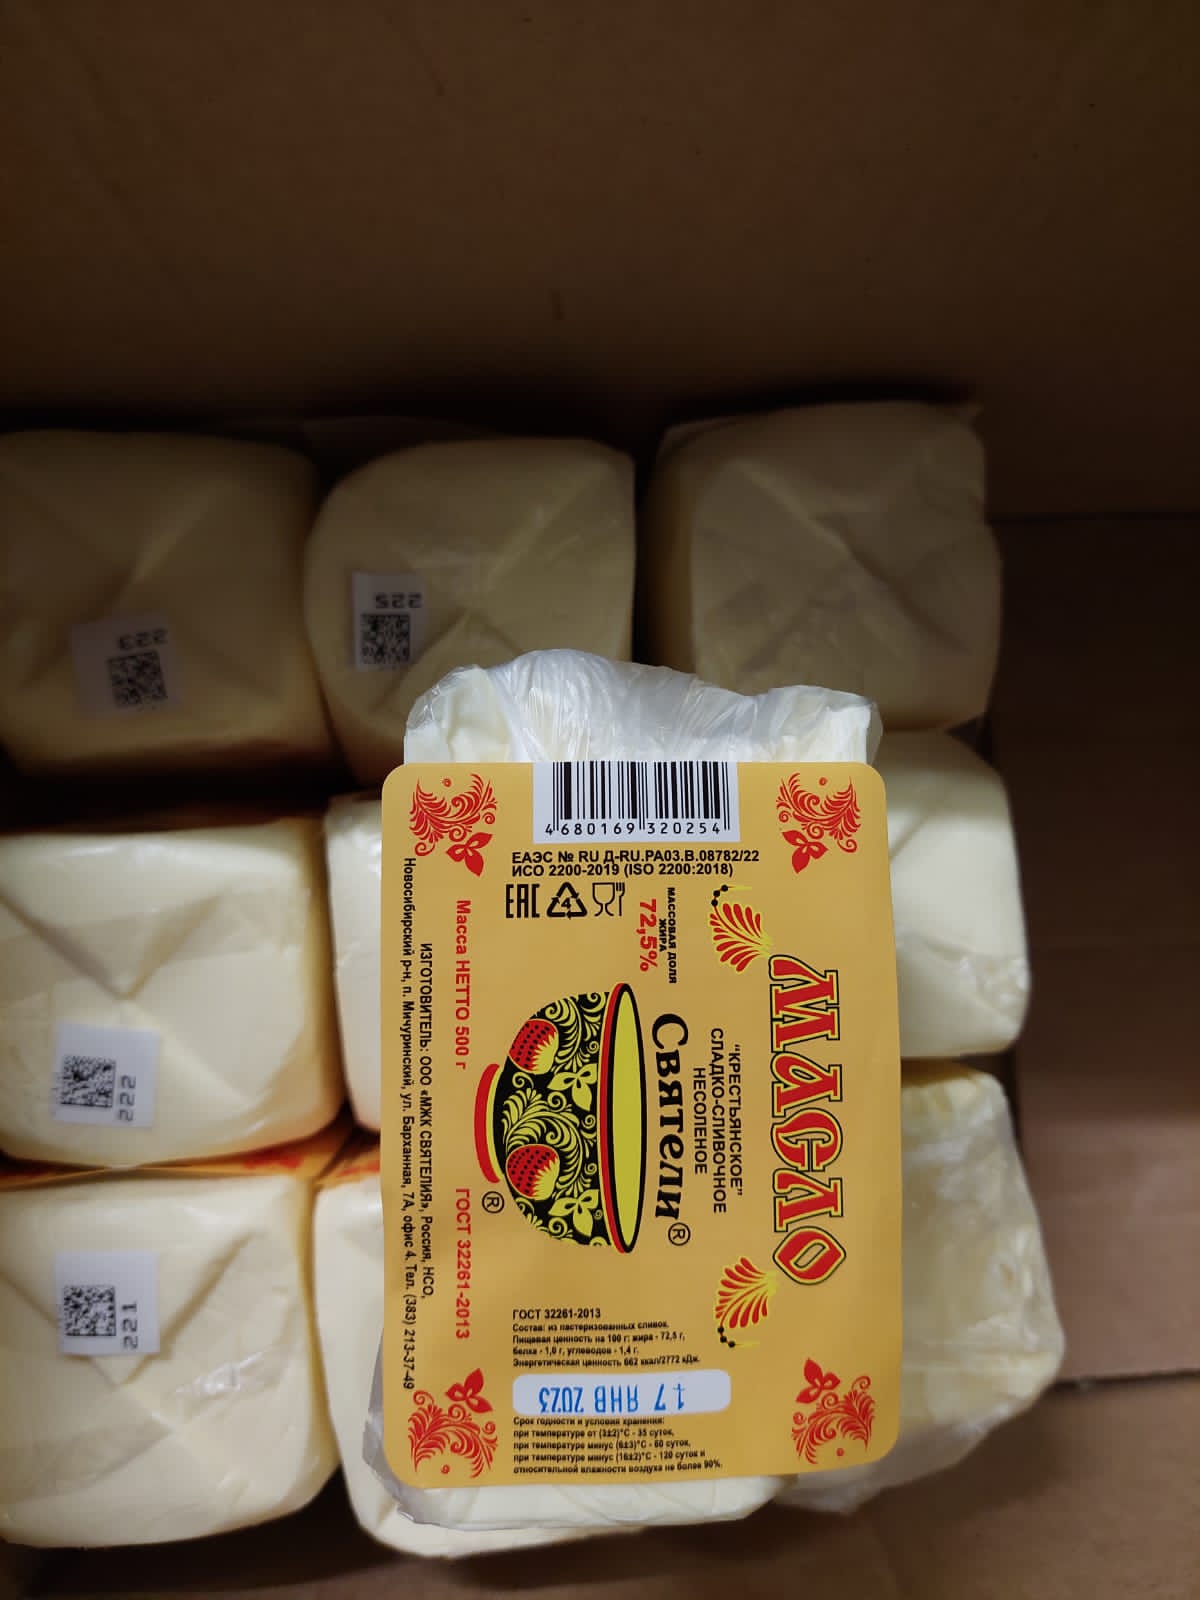 223
225
222
221
4 680169 320254
ЕАЭС № RU Д-RU.РА03.В.08782/22
ИСО 2200-2019 (ISO 2200:2018)
ЕАС
4
МАССОВАЯ ДОЛЯ
ЖИРА
72,5%
Масло
"КРЕСТЬЯНСКОЕ"
СЛАДКО-СЛИВОЧНОЕ
НЕСОЛЕНОЕ
Святели®
®
Масса НЕТТО 500 г
ГОСТ 32261-2013
ИЗГОТОВИТЕЛЬ: ООО «МЖК СВЯТЕЛИЯ», Россия, НСО,
Новосибирский р-н, п. Мичуринский, ул. Бархатная, 7А, офис 4. Тел. (383) 213-37-49
ГОСТ 32261-2013
Состав: из пастеризованных сливок.
Пищевая ценность на 100 г: жира - 72,5 г,
белка - 1,0 г, углеводов - 1,4 г.
Энергетическая ценность 662 ккал/2772 кДж.
17 ЯНВ 2023
Срок годности и условия хранения:
при температуре от (3±2)°С - 35 суток,
при температуре минус (6±3)°С - 60 суток,
при температуре минус (16±2)°С - 120 суток и
относительной влажности воздуха не более 90%.